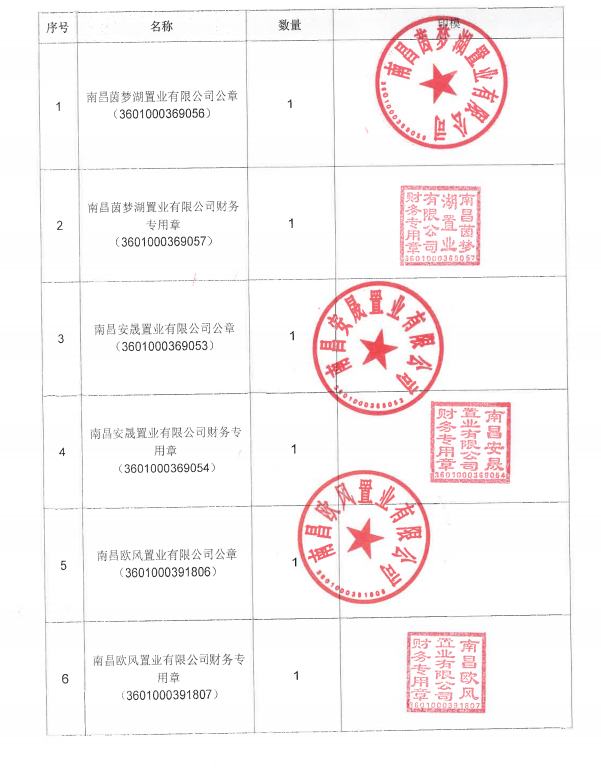 序号 名称 数量 印模
1 南昌茵梦湖置业有限公司公章 1
（3601000369056）
南昌茵梦湖置业有限公司
3601000369056
2 南昌茵梦湖置业有限公司财务 1
专用章
（3601000369057）
南昌茵梦
湖置业
有限公司
财务专用章
3601000369057
3 南昌安晟置业有限公司公章 1
（3601000369053）
南昌安晟置业有限公司
3601000369053
4 南昌安晟置业有限公司财务专 1
用章
（3601000369054）
南昌安晟
置业有限公司
财务专用章
3601000369054
5 南昌欧风置业有限公司公章 1
（3601000391806）
南昌欧风置业有限公司
3601000391806
6 南昌欧风置业有限公司财务专 1
用章
（3601000391807）
南昌欧风
置业有限公司
财务专用章
3601000391807